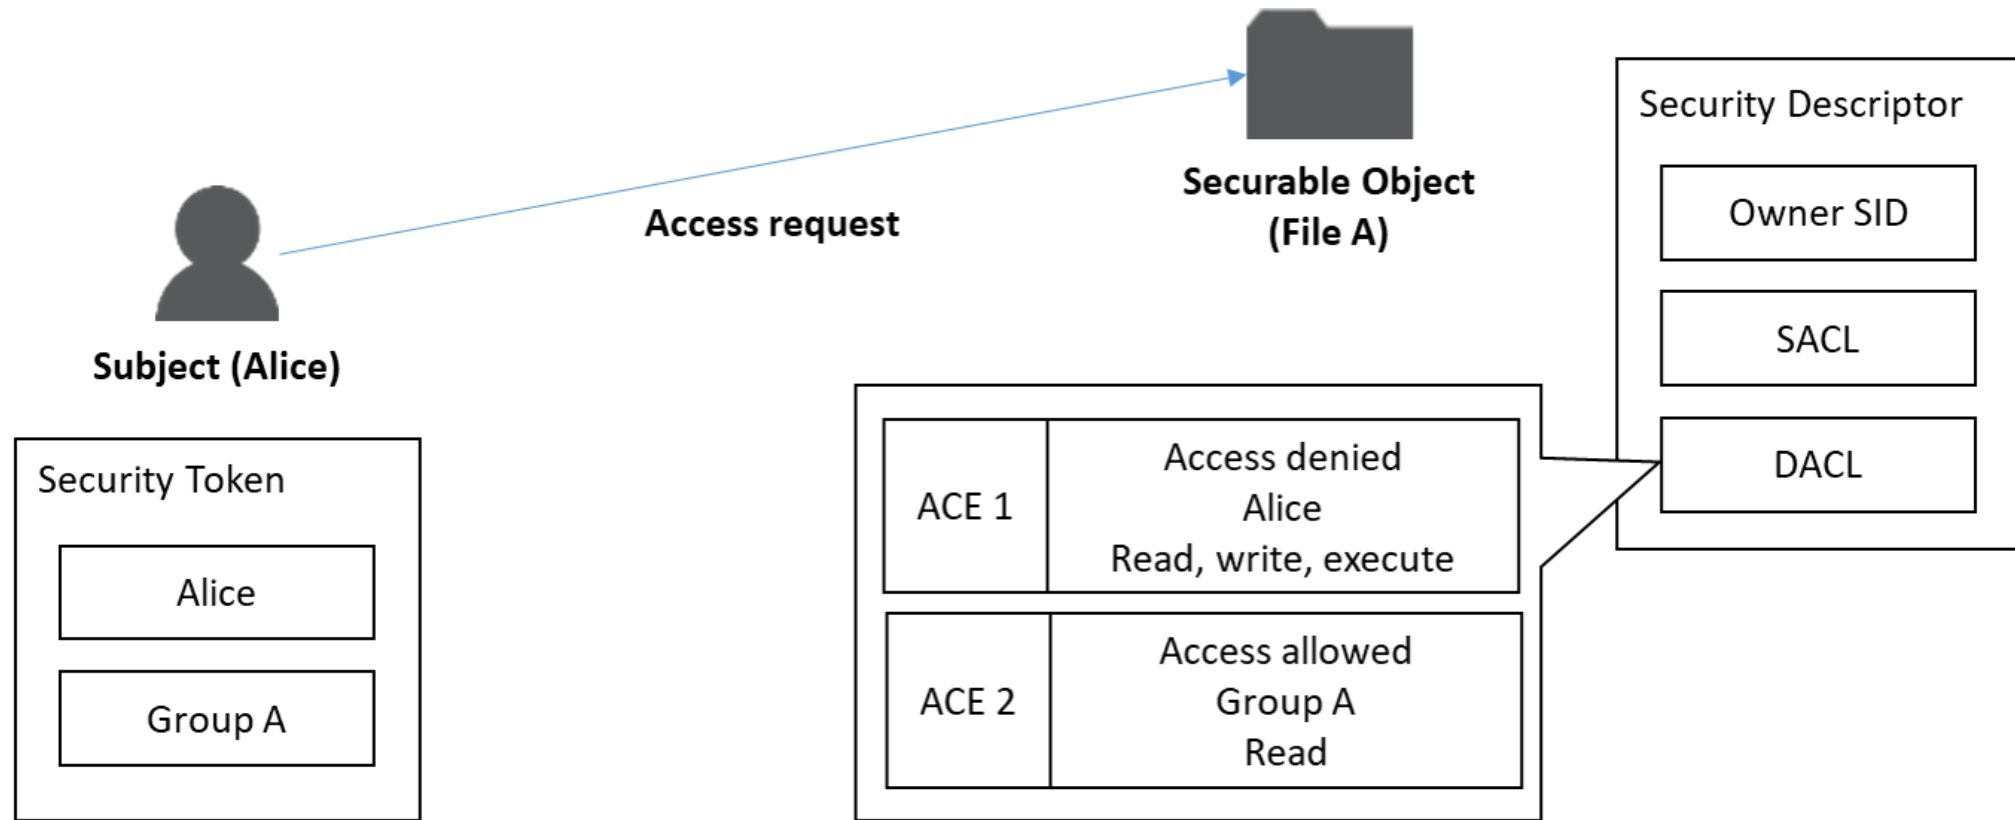 Access request
Securable Object
(File A)
Subject (Alice)
Security Token
Alice
Group A
Security Descriptor
Owner SID
SACL
DACL
ACE 1
Access denied
Alice
Read, write, execute
ACE 2
Access allowed
Group A
Read